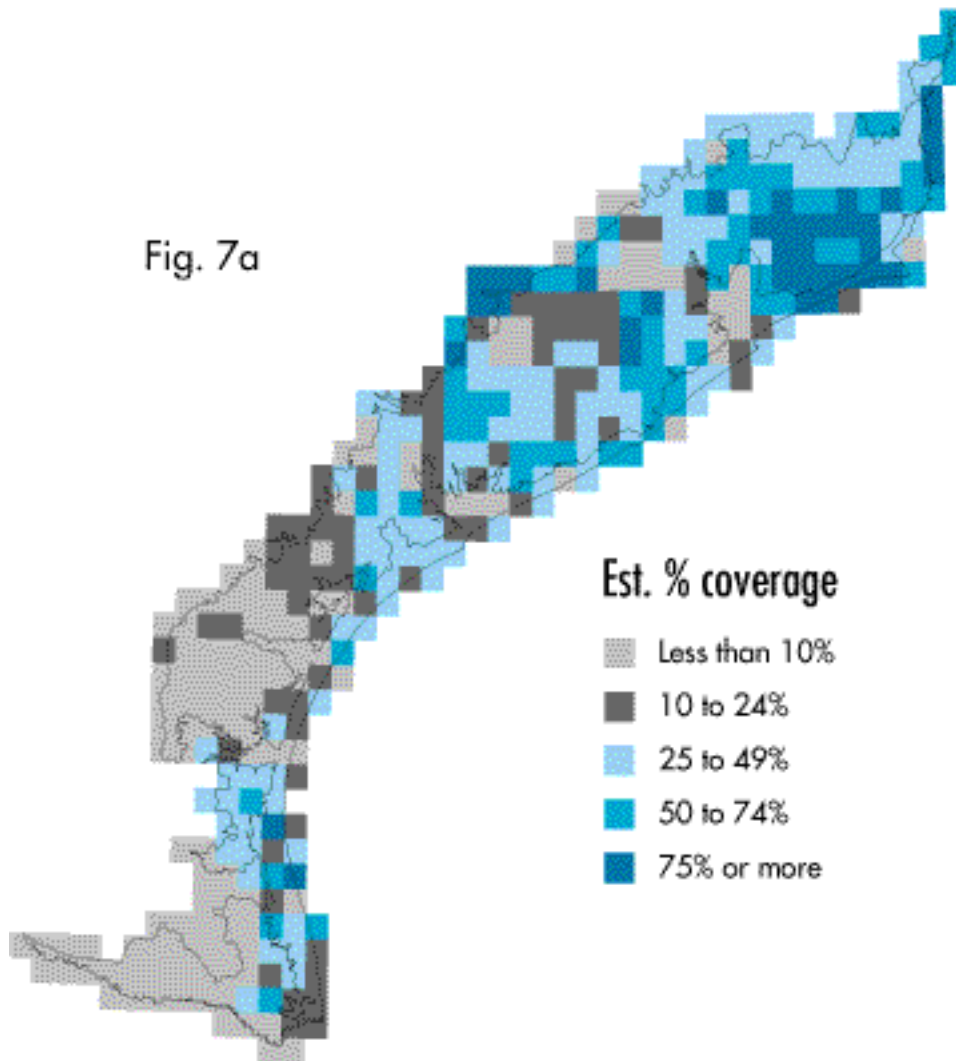 Fig. 7a
Est. % coverage
Less than 10%
10 to 24%
25 to 49%
50 to 74%
75% or more